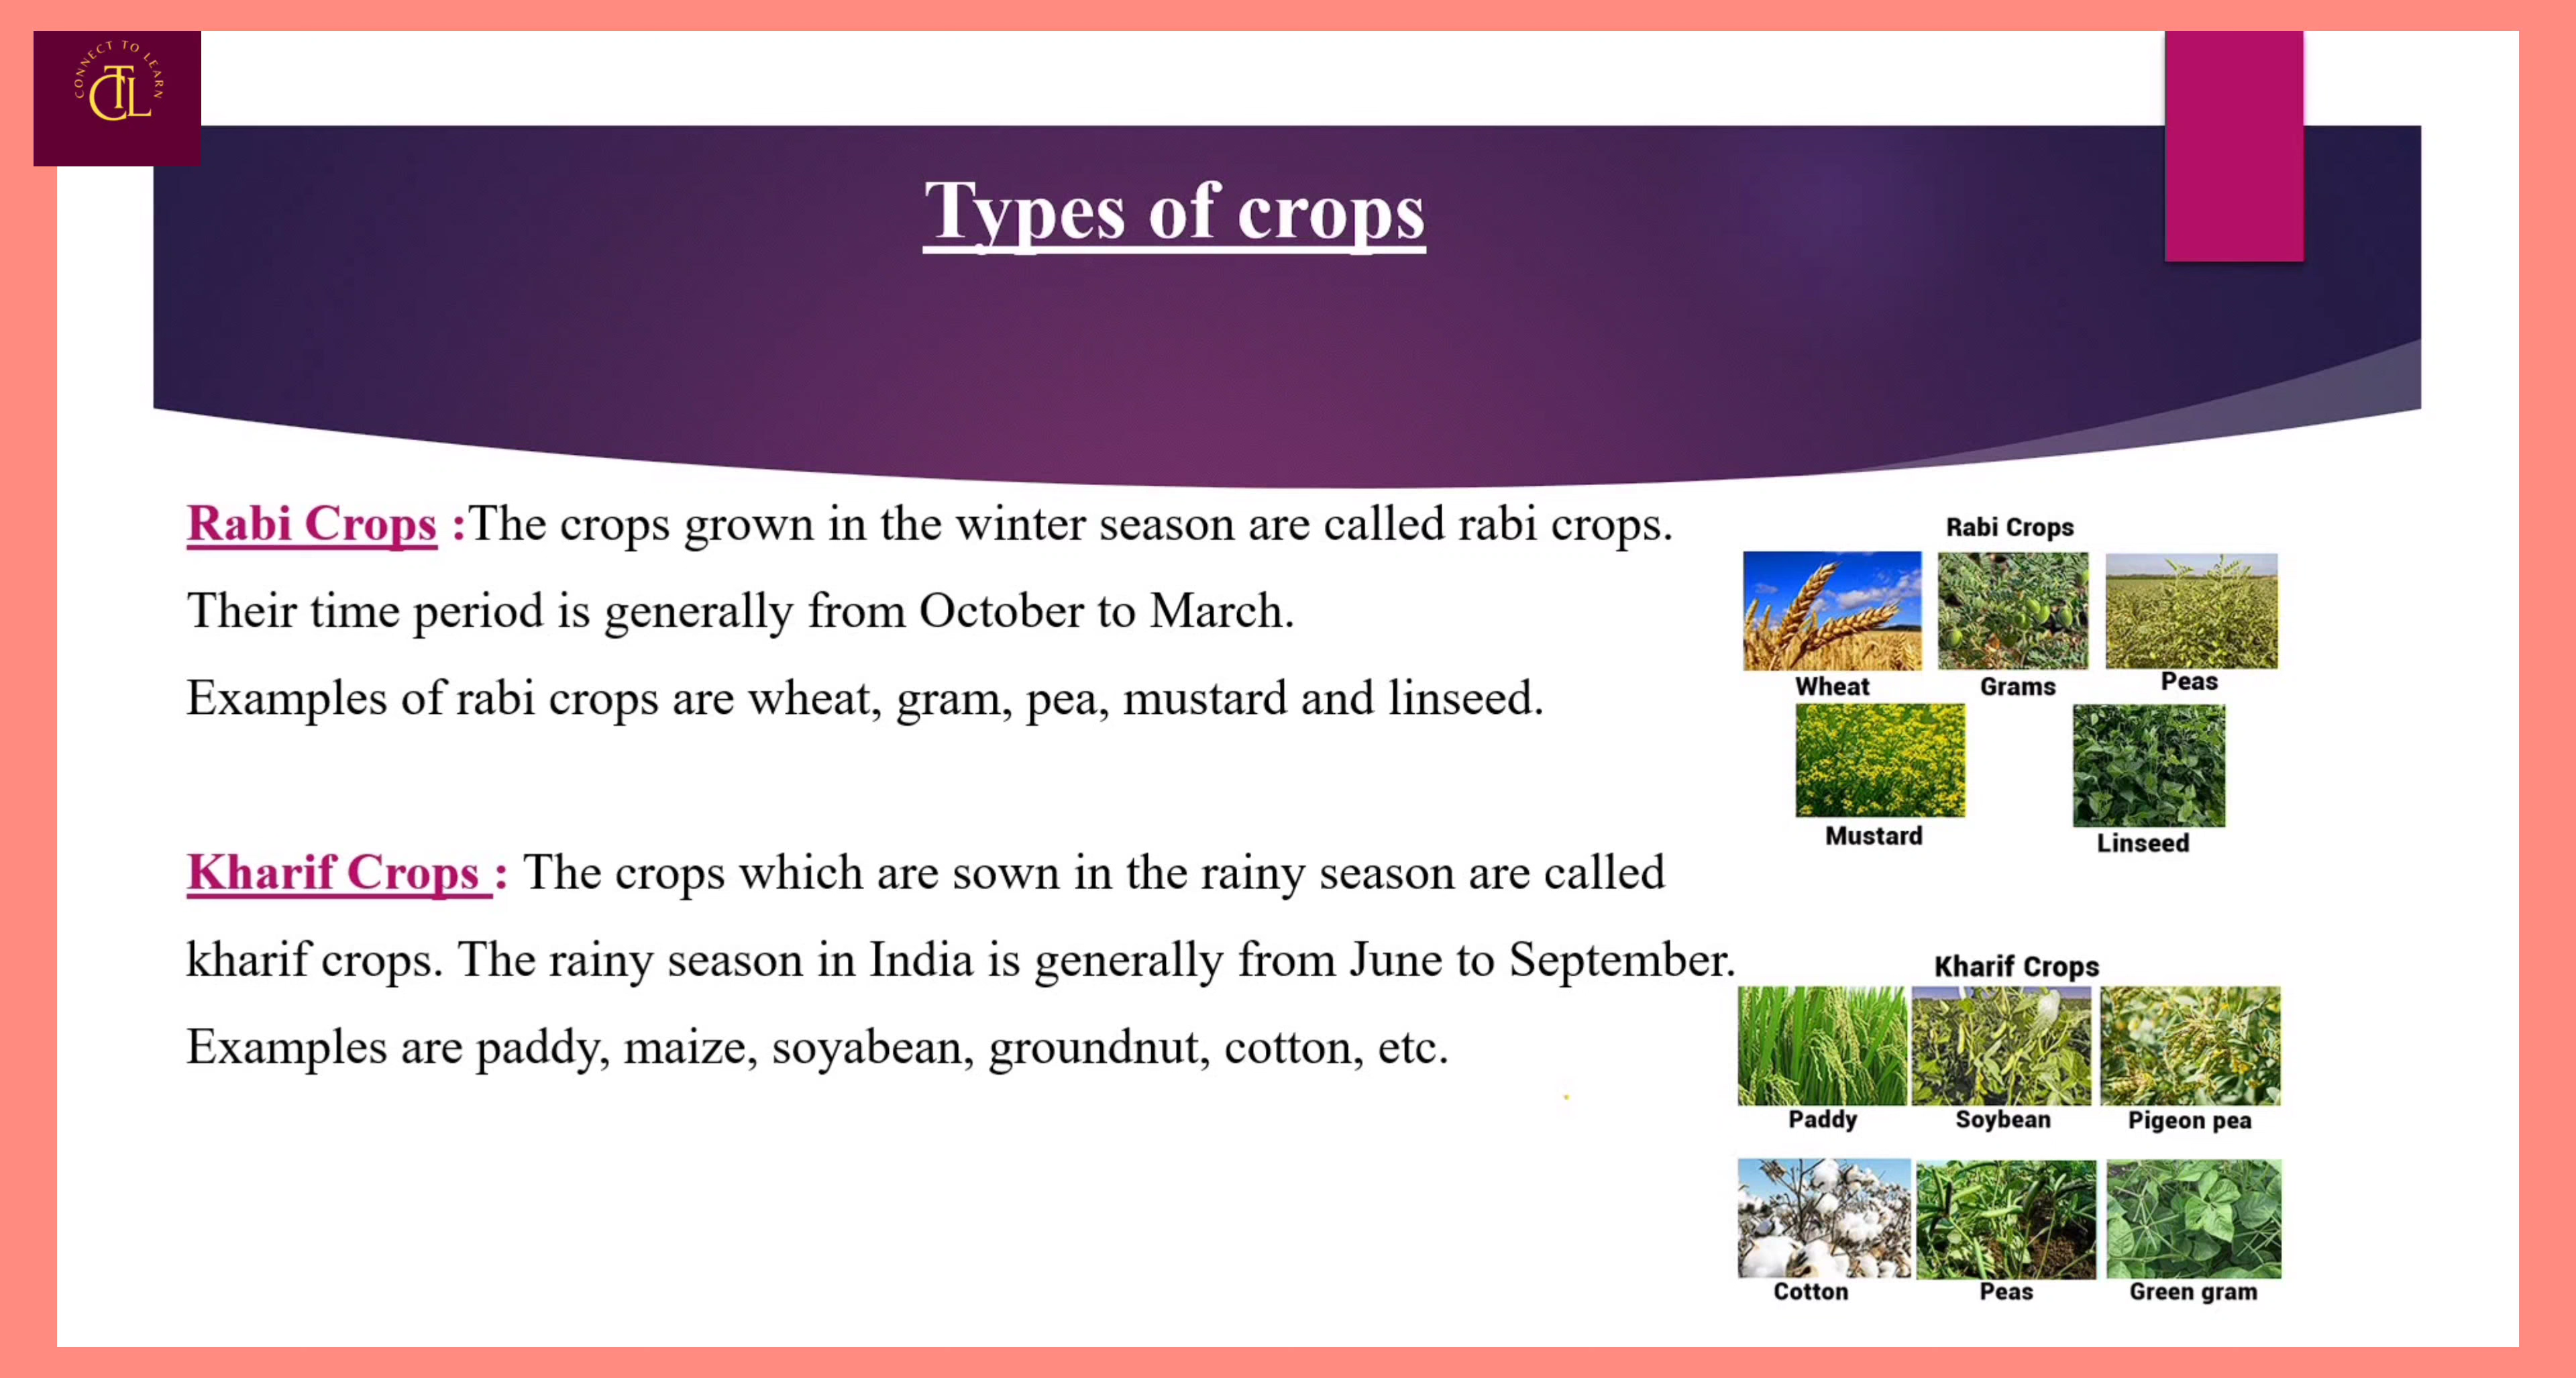 CONNECT TO LEARN
CTL
Types of crops
Rabi Crops :The crops grown in the winter season are called rabi crops.
Their time period is generally from October to March.
Examples of rabi crops are wheat, gram, pea, mustard and linseed.
Kharif Crops : The crops which are sown in the rainy season are called
kharif crops. The rainy season in India is generally from June to September.
Examples are paddy, maize, soyabean, groundnut, cotton, etc.
Rabi Crops
Wheat Grams Peas
Mustard Linseed
Kharif Crops
Paddy Soybean Pigeon pea
Cotton Peas Green gram